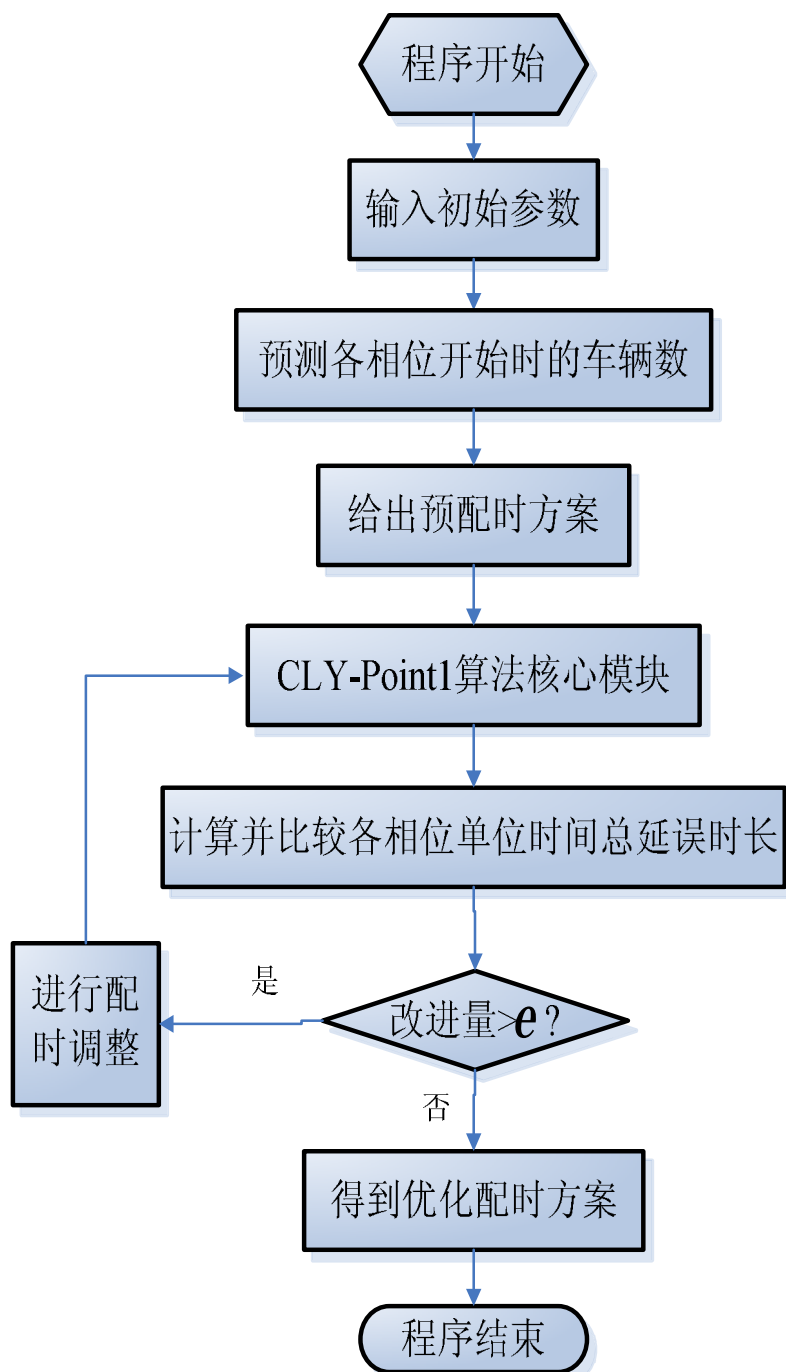 程序开始
输入初始参数
预测各相位开始时的车辆数
给出预配时方案
CLY-Point1算法核心模块
计算并比较各相位单位时间总延误时长
进行配
时调整
是
改进量>e?
否
得到优化配时方案
程序结束